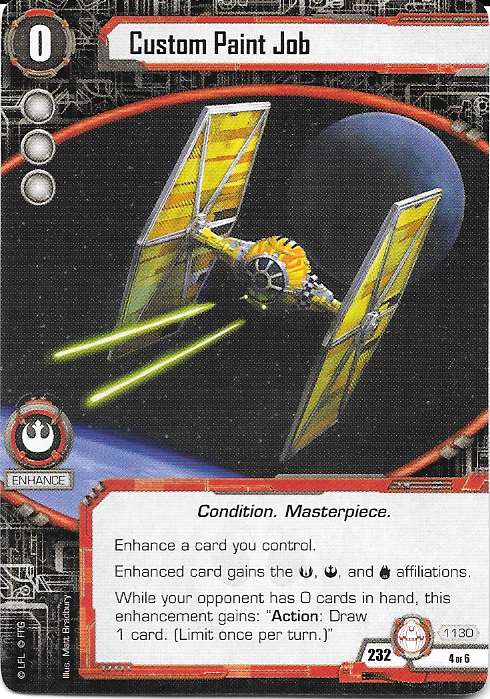 0
Custom Paint Job
ENHANCE
Condition. Masterpiece.
Enhance a card you control.
Enhanced card gains the , , and affiliations.
While your opponent has 0 cards in hand, this
enhancement gains: “Action: Draw
1 card. (Limit once per turn.)”
© LFL © FFG
Illus. Matt Bradbury
232
1130
4 OF 6